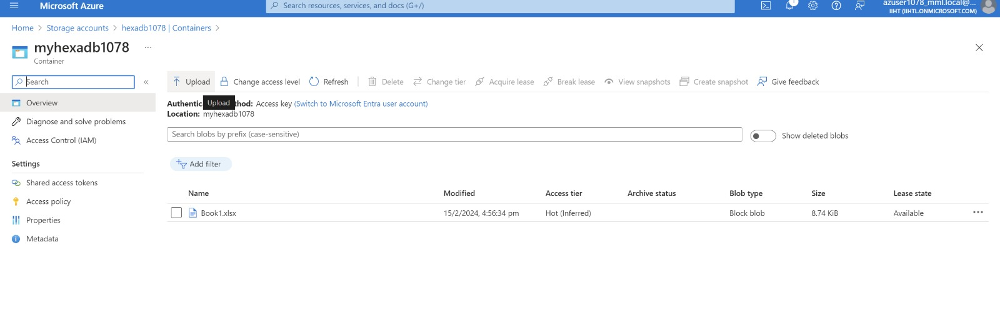 Microsoft Azure
Search resources, services, and docs (G+/)
1
azuser1078_mml.local@...
IIHT (IIHTL.ONMICROSOFT.COM)
Home > Storage accounts > hexadb1078 | Containers >
myhexadb1078 ...
Container
Search
Upload Change access level Refresh Delete Change tier Acquire lease Break lease View snapshots Create snapshot Give feedback
Overview
Diagnose and solve problems
Access Control (IAM)
Settings
Shared access tokens
Access policy
Properties
Metadata
Upload
Authentic hod: Access key (Switch to Microsoft Entra user account)
Location: myhexadb1078
Search blobs by prefix (case-sensitive)
Show deleted blobs
Add filter
Name Modified Access tier Archive status Blob type Size Lease state
Book1.xlsx 15/2/2024, 4:56:34 pm Hot (Inferred) Block blob 8.74 KiB Available ...